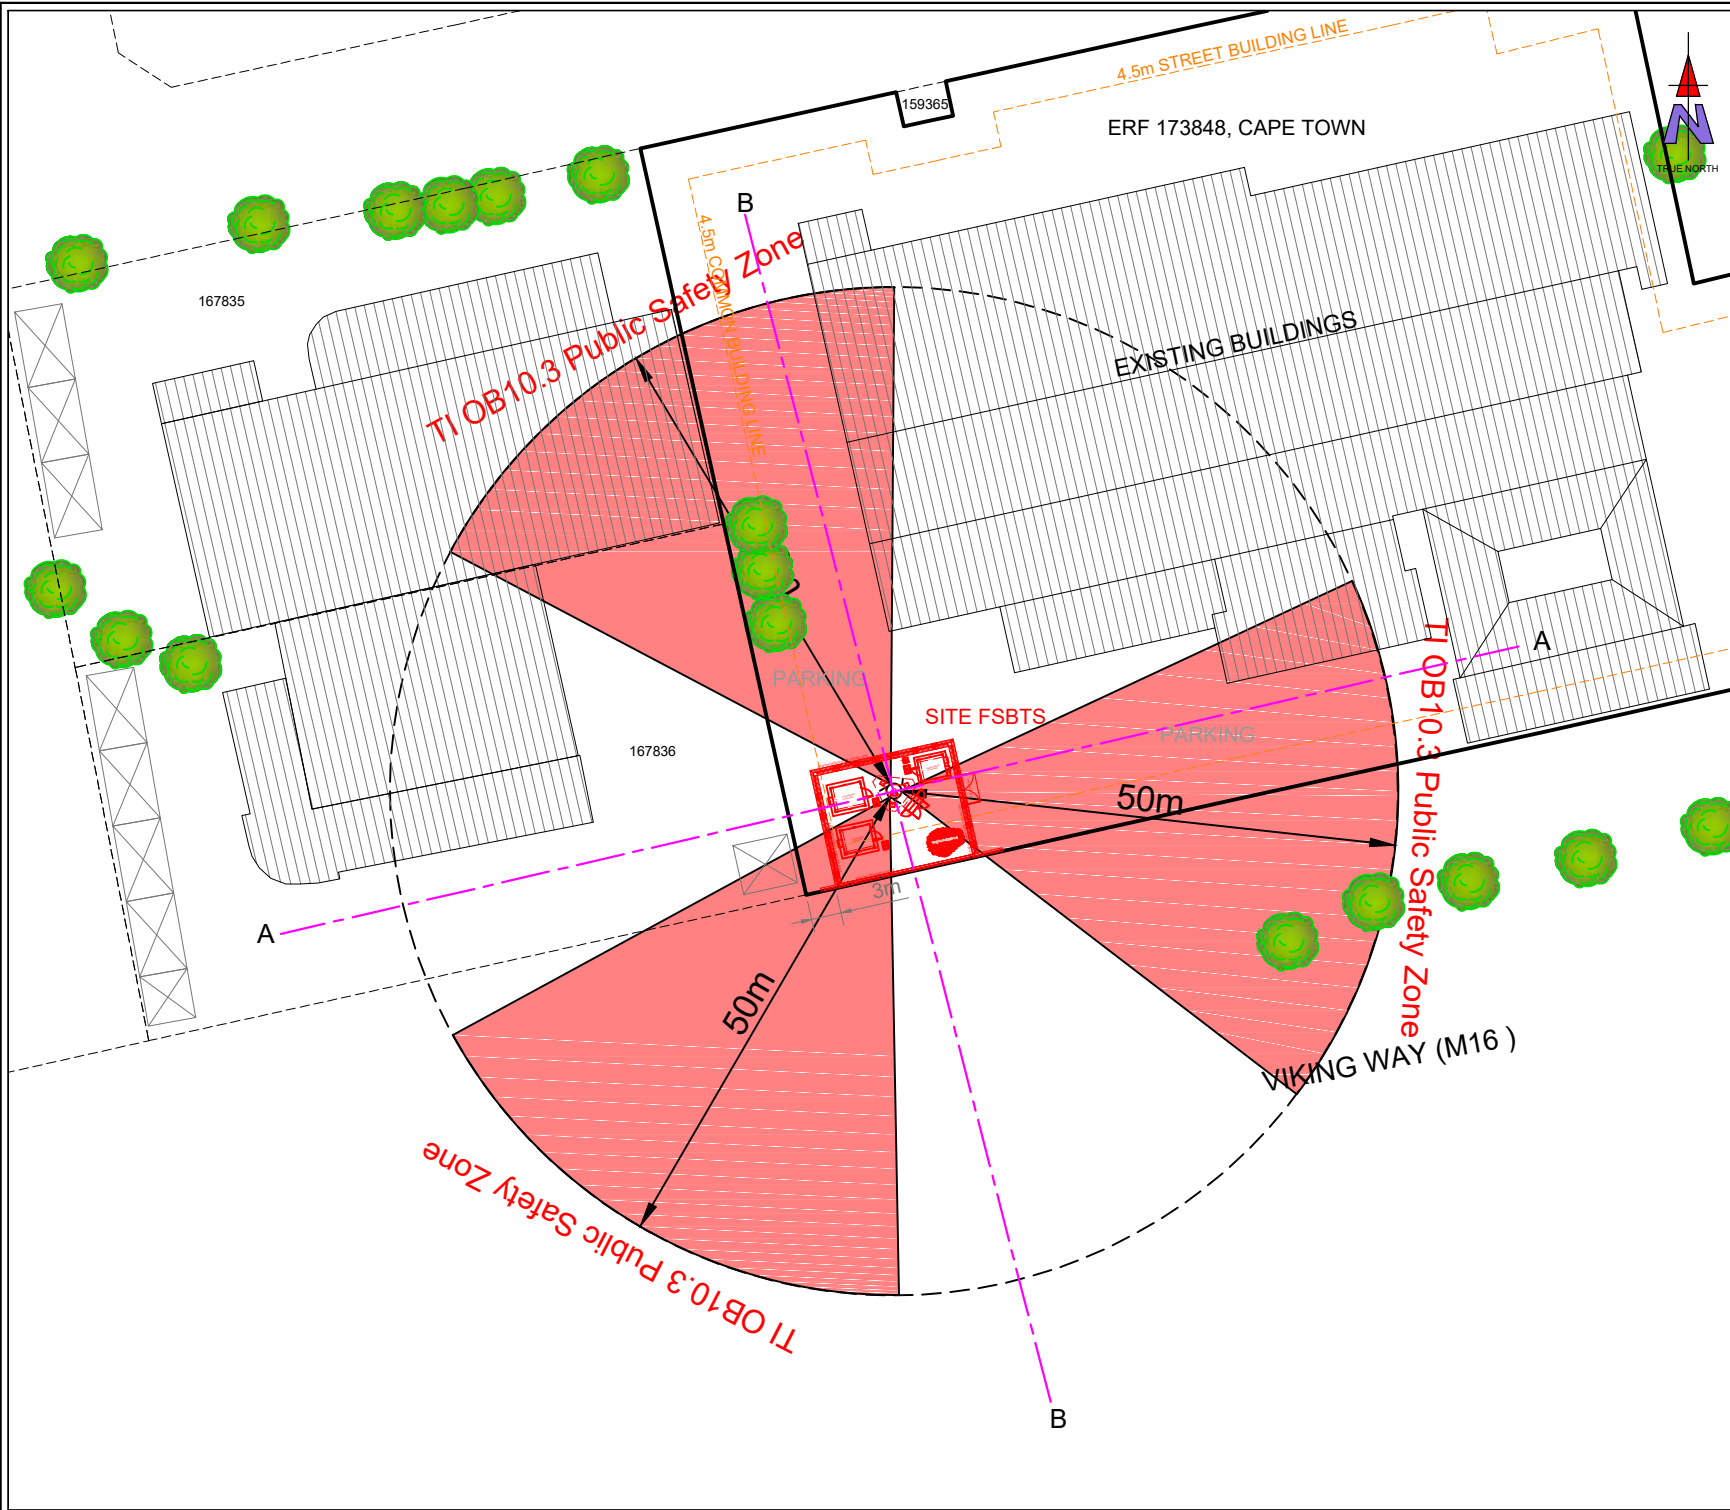 4.5m STREET BUILDING LINE
159365
ERF 173848, CAPE TOWN
N
TRUE NORTH
B
4.5m COMMON BUILDING LINE
TI OB10.3 Public Safety Zone
167835
EXISTING BUILDINGS
A
PARKING
SITE FSBTS
PARKING
167836
50m
TI OB10.3 Public Safety Zone
3m
A
50m
VIKING WAY (M16 )
TI OB10.3 Public Safety Zone
B